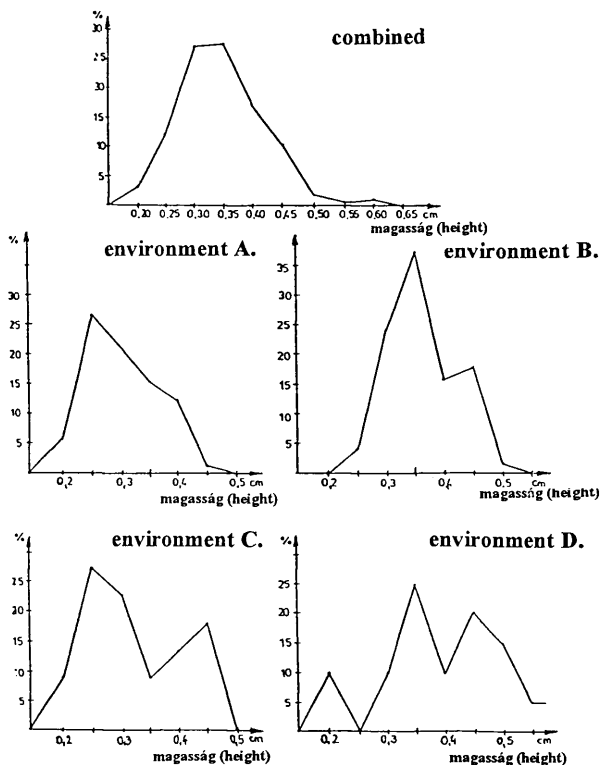 %
combined
30
25
30
15
10
5
0,20 0,25 0,30 0,35 0,40 0,45 0,50 0,55 0,60 0,65 cm
magasság (height)
%
environment A.
30
25
20
15
10
5
0,2 0,3 0,4 0,5 cm
magasság (height)
%
environment B.
35
30
25
20
15
10
5
0,2 0,3 0,4 0,5 cm
magasság (height)
%
environment C.
25
20
15
10
5
0,2 0,3 0,4 0,5 cm
magasság (height)
%
environment D.
25
20
15
10
5
0,2 0,3 0,4 0,5 cm
magasság (height)